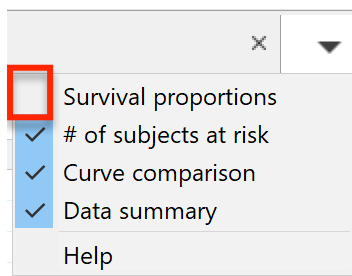 Survival proportions
# of subjects at risk
Curve comparison
Data summary
Help